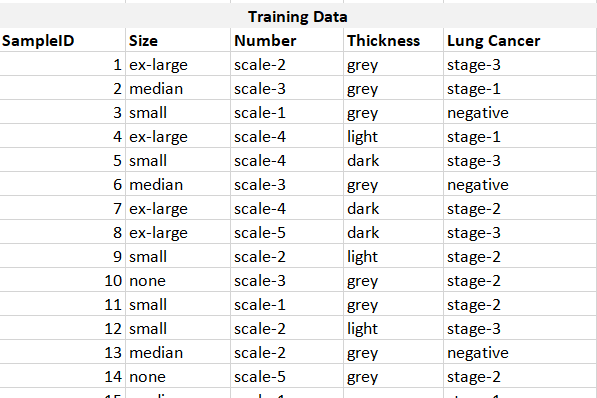 Training Data
SampleID Size Number Thickness Lung Cancer
1 ex-large scale-2 grey stage-3
2 median scale-3 grey stage-1
3 small scale-1 grey negative
4 ex-large scale-4 light stage-1
5 small scale-4 dark stage-3
6 median scale-3 grey negative
7 ex-large scale-4 dark stage-2
8 ex-large scale-5 dark stage-3
9 small scale-2 light stage-2
10 none scale-3 grey stage-2
11 small scale-1 grey stage-2
12 small scale-2 light stage-3
13 median scale-2 grey negative
14 none scale-5 grey stage-2